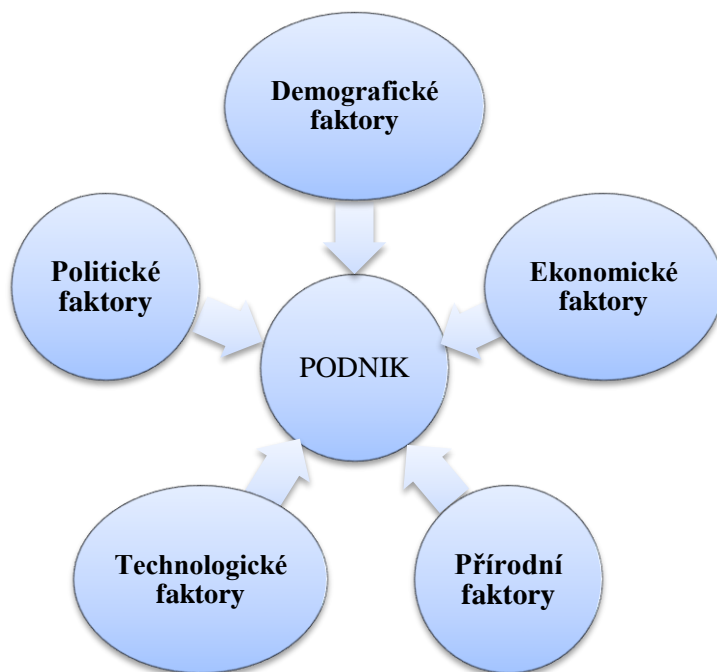 Demografické
faktory
Politické
faktory
Ekonomické
faktory
PODNIK
Technologické
faktory
Přírodní
faktory